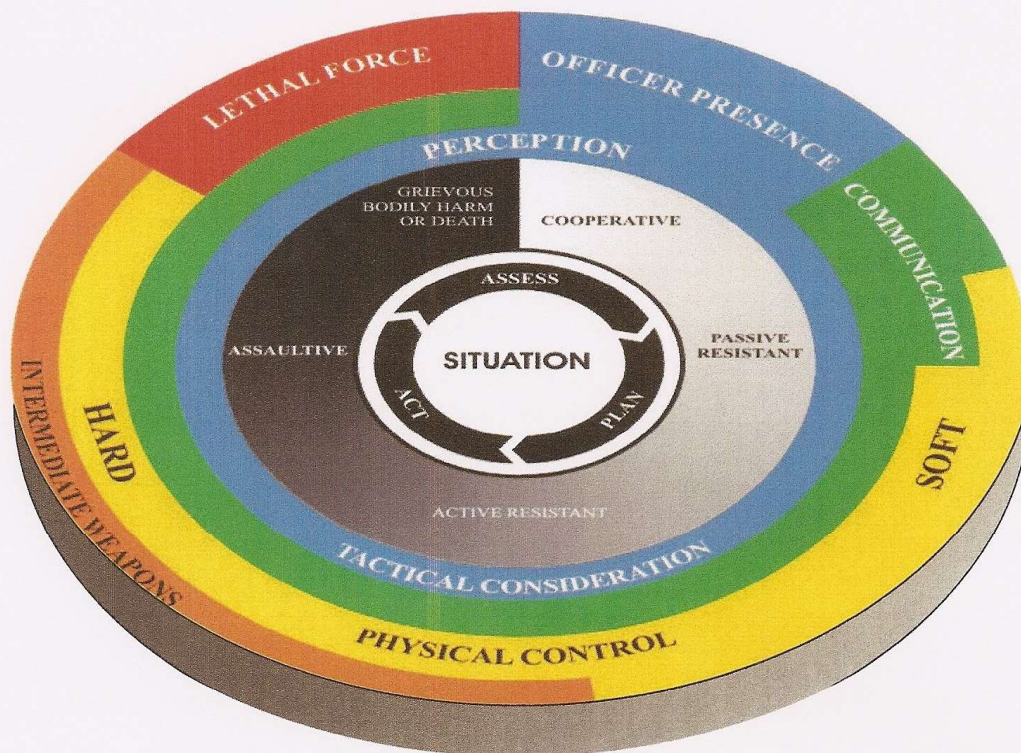 LETHAL FORCE
OFFICER PRESENCE
COMMUNICATION
PERCEPTION
GRIEVOUS
BODILY HARM
OR DEATH
COOPERATIVE
ASSESS
ASSAULTIVE
SITUATION
PASSIVE
RESISTANT
ACT
PLAN
ACTIVE RESISTANT
TACTICAL CONSIDERATION
HARD
SOFT
INTERMEDIATE WEAPONS
PHYSICAL CONTROL